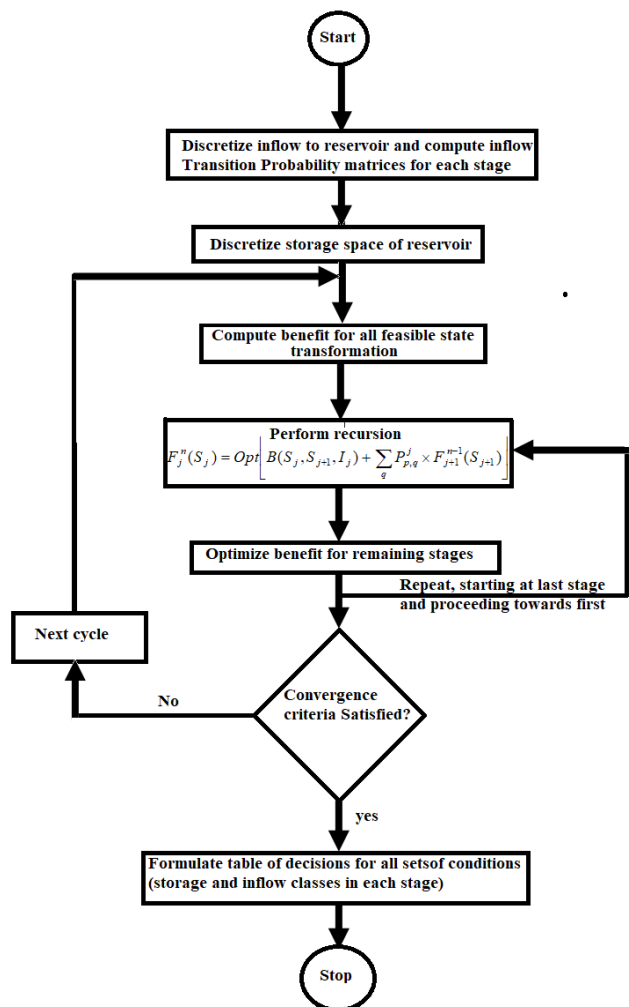 Start
Discretize inflow to reservoir and compute inflow
Transition Probability matrices for each stage
Discretize storage space of reservoir
Compute benefit for all feasible state
transformation
Perform recursion
F_j^n(S_j) = Opt[B(S_j, S_{j+1}, I_j) + ∑_q P_{p,q}^j × F_{j+1}^{n-1}(S_{j+1})]
Optimize benefit for remaining stages
Repeat, starting at last stage
and proceeding towards first
Next cycle
No
Convergence
criteria Satisfied?
yes
Formulate table of decisions for all setsof conditions
(storage and inflow classes in each stage)
Stop